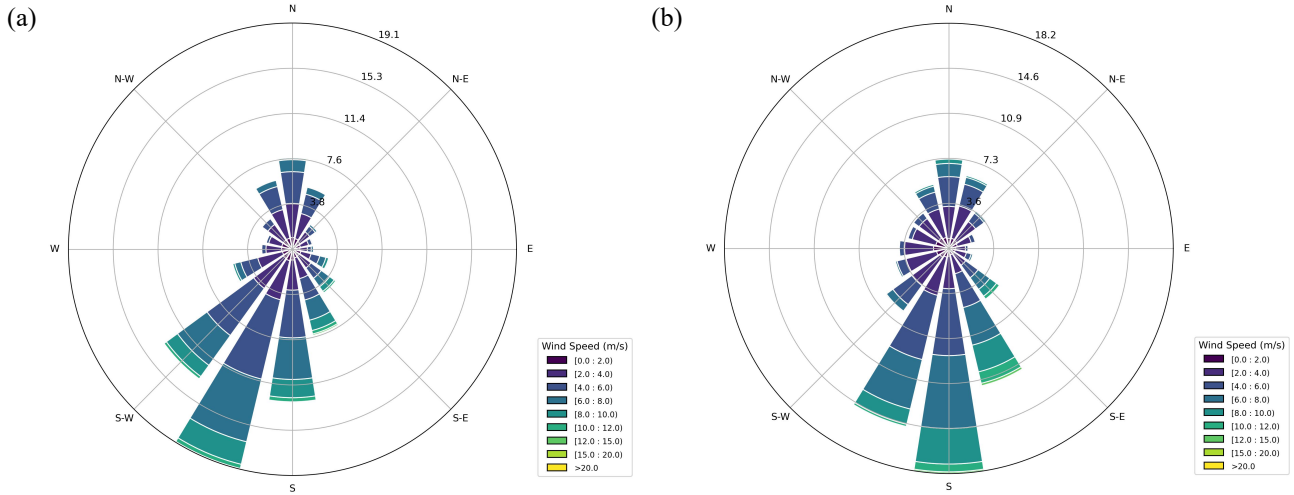 (a)
N
19.1
15.3
11.4
7.6
3.8
N-W
N-E
W
E
S-W
S-E
S
Wind Speed (m/s)
[0.0 : 2.0)
[2.0 : 4.0)
[4.0 : 6.0)
[6.0 : 8.0)
[8.0 : 10.0)
[10.0 : 12.0)
[12.0 : 15.0)
[15.0 : 20.0)
>20.0
(b)
N
18.2
14.6
10.9
7.3
3.6
N-W
N-E
W
E
S-W
S-E
S
Wind Speed (m/s)
[0.0 : 2.0)
[2.0 : 4.0)
[4.0 : 6.0)
[6.0 : 8.0)
[8.0 : 10.0)
[10.0 : 12.0)
[12.0 : 15.0)
[15.0 : 20.0)
>20.0